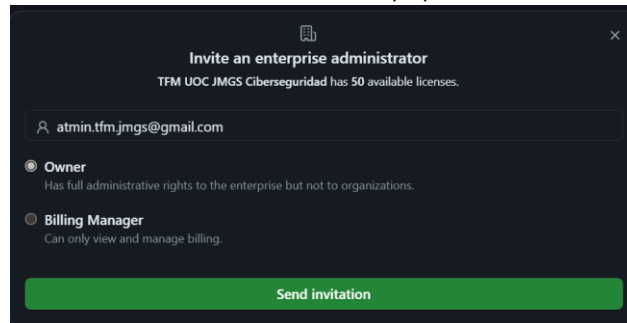 Invite an enterprise administrator
TFM UOC JMGS Ciberseguridad has 50 available licenses.
atmin.tfm.jmgs@gmail.com
Owner
Has full administrative rights to the enterprise but not to organizations.
Billing Manager
Can only view and manage billing.
Send invitation